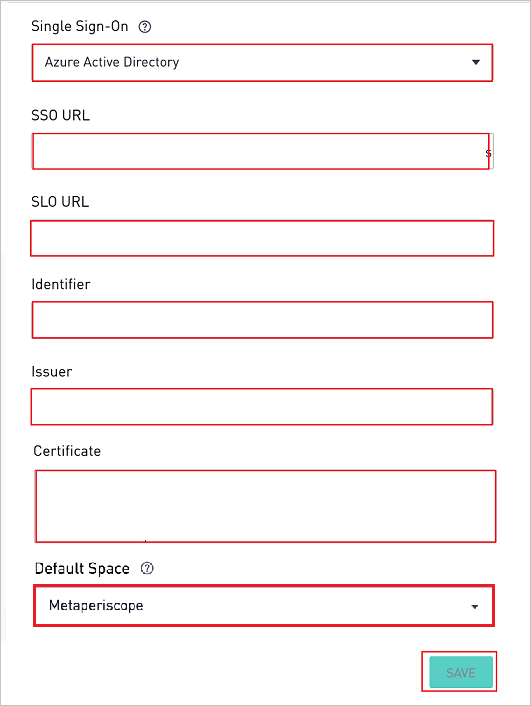 Single Sign-On ?
Azure Active Directory
SSO URL
s
SLO URL
Identifier
Issuer
Certificate
Default Space ?
Metaperiscope
SAVE